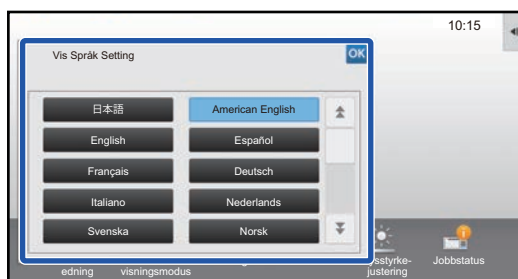 10:15
Vis Språk Setting OK
日本語 American English
English Español
Français Deutsch
Italiano Nederlands
Svenska Norsk
Jobbstatus
edning visningsmodus justering